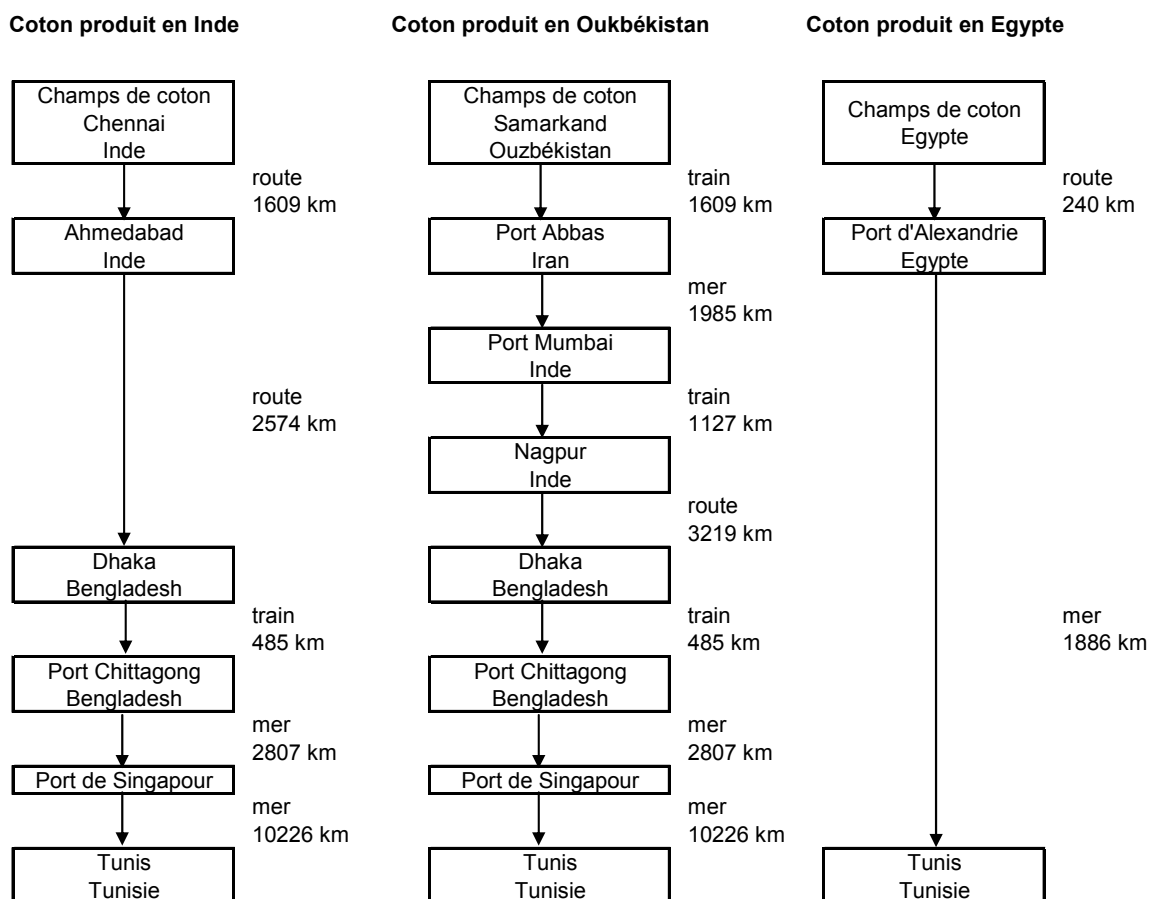 Coton produit en Inde
Champs de coton
Chennai
Inde
route
1609 km
Ahmedabad
Inde
route
2574 km
Dhaka
Bengladesh
train
485 km
Port Chittagong
Bengladesh
mer
2807 km
Port de Singapour
mer
10226 km
Tunis
Tunisie
Coton produit en Oukbékistan
Champs de coton
Samarkand
Ouzbékistan
train
1609 km
Port Abbas
Iran
mer
1985 km
Port Mumbai
Inde
train
1127 km
Nagpur
Inde
route
3219 km
Dhaka
Bengladesh
train
485 km
Port Chittagong
Bengladesh
mer
2807 km
Port de Singapour
mer
10226 km
Tunis
Tunisie
Coton produit en Egypte
Champs de coton
Egypte
route
240 km
Port d'Alexandrie
Egypte
mer
1886 km
Tunis
Tunisie